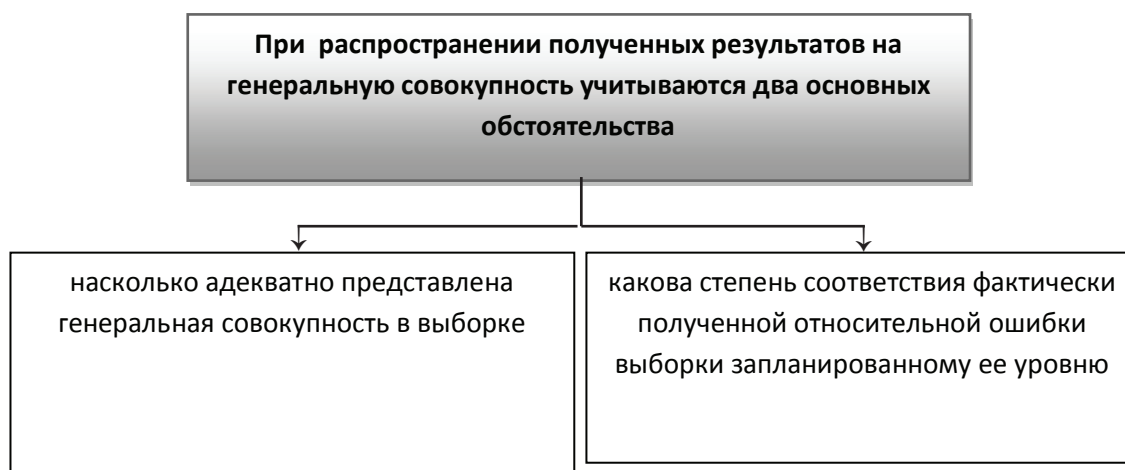 При распространении полученных результатов на
генеральную совокупность учитываются два основных
обстоятельства
насколько адекватно представлена
генеральная совокупность в выборке
какова степень соответствия фактически
полученной относительной ошибки
выборки запланированному ее уровню